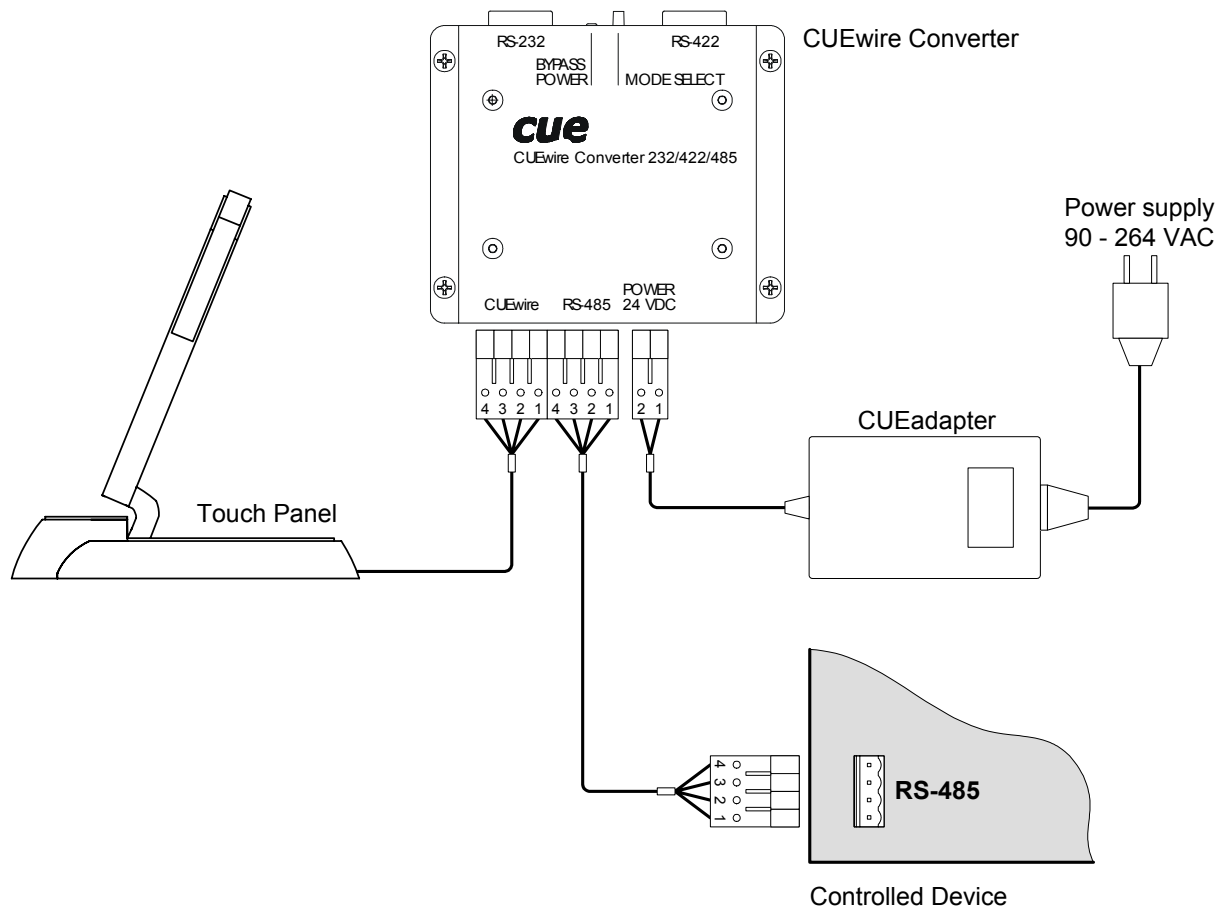 RS-232
RS-422
CUEwire Converter
BYPASS
POWER
MODE SELECT
cue
CUEwire Converter 232/422/485
Power supply
90 - 264 VAC
CUEwire
RS-485
POWER
24 VDC
4 3 2 1 4 3 2 1 2 1
CUEadapter
Touch Panel
4
3
2
1
RS-485
Controlled Device